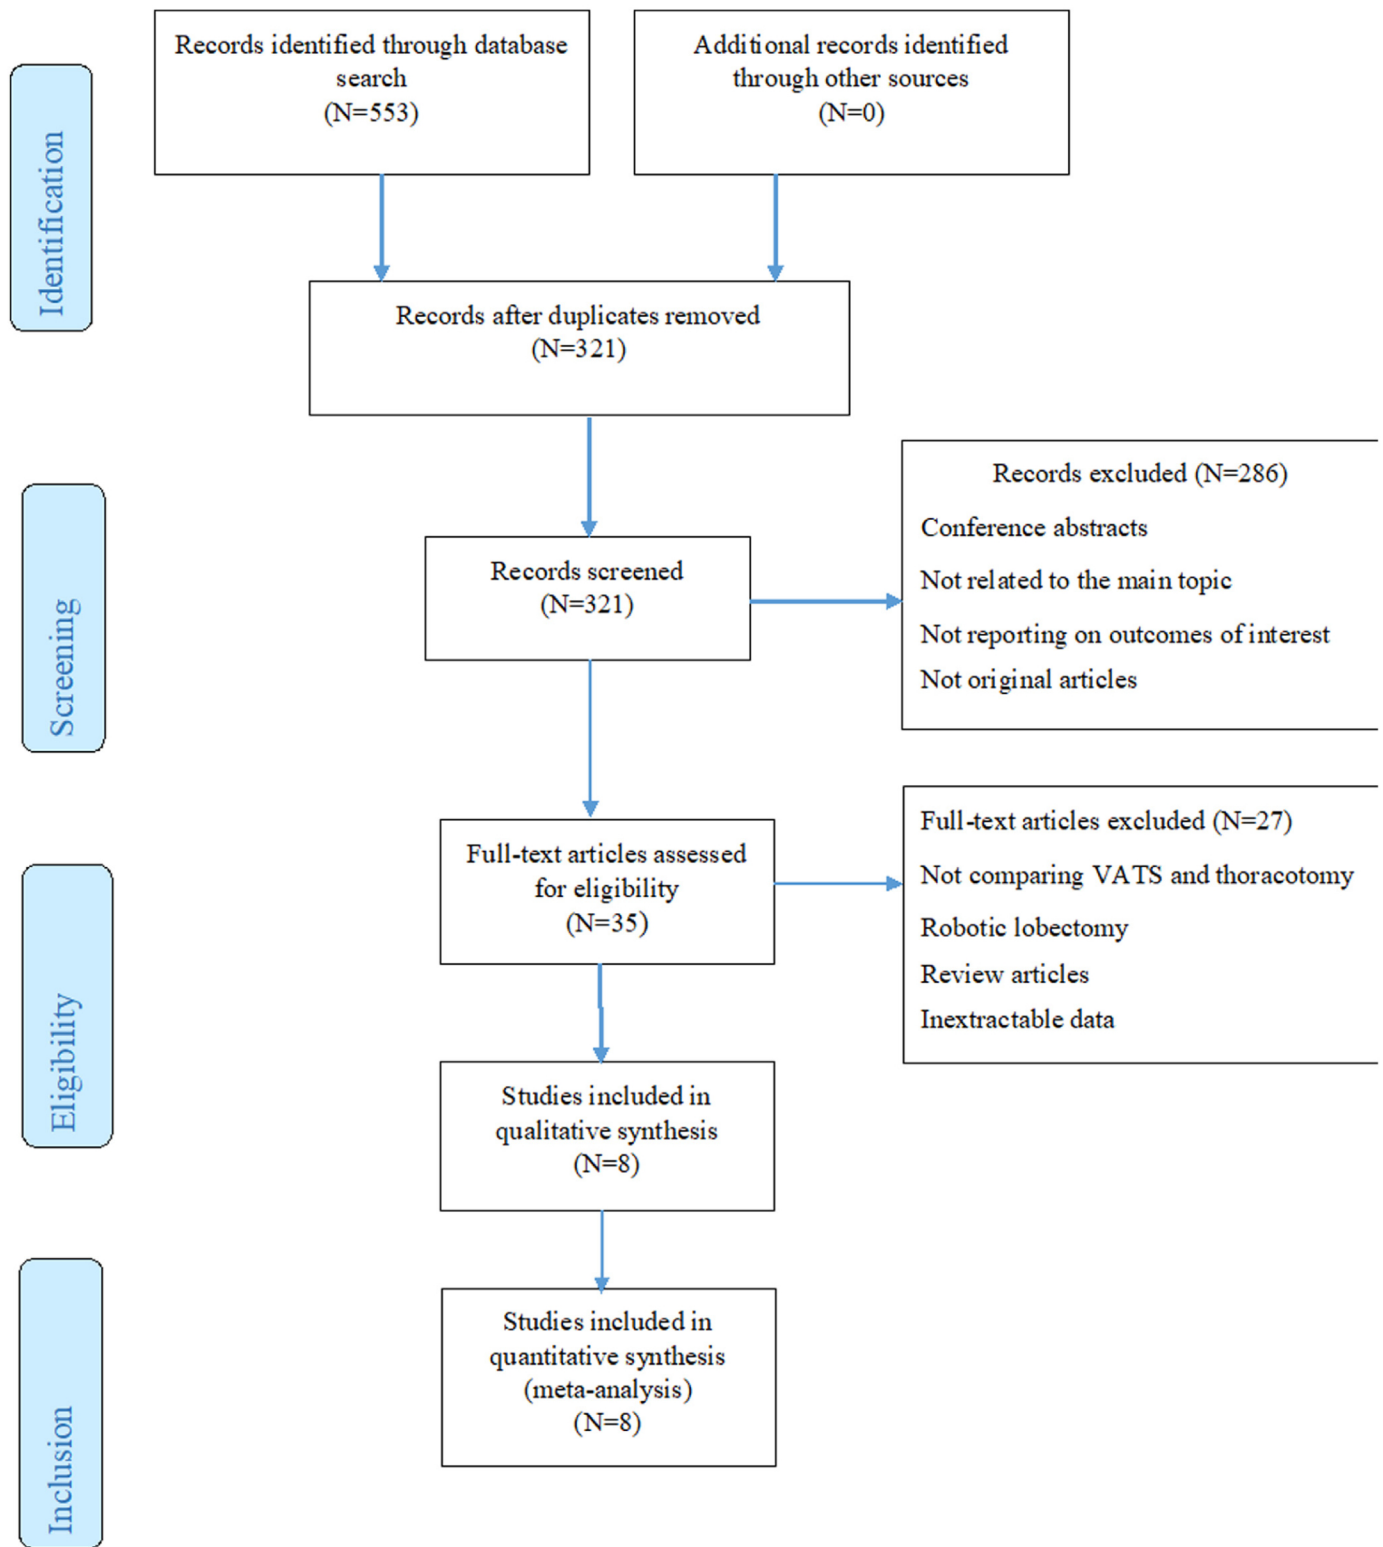 Identification
Records identified through database
search
(N=553)
Additional records identified
through other sources
(N=0)
Records after duplicates removed
(N=321)
Screening
Records screened
(N=321)
Records excluded (N=286)
Conference abstracts
Not related to the main topic
Not reporting on outcomes of interest
Not original articles
Eligibility
Full-text articles assessed
for eligibility
(N=35)
Full-text articles excluded (N=27)
Not comparing VATS and thoracotomy
Robotic lobectomy
Review articles
Inextractable data
Studies included in
qualitative synthesis
(N=8)
Inclusion
Studies included in
quantitative synthesis
(meta-analysis)
(N=8)